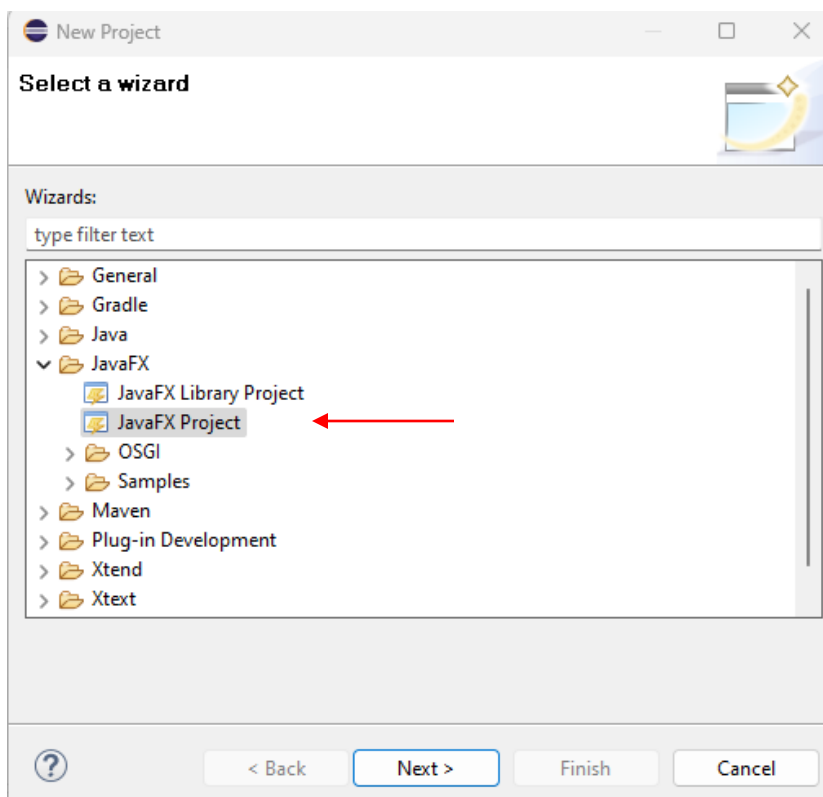 New Project
Select a wizard
Wizards:
type filter text
General
Gradle
Java
JavaFX
JavaFX Library Project
JavaFX Project
OSGI
Samples
Maven
Plug-in Development
Xtend
Xtext
?
< Back
Next >
Finish
Cancel